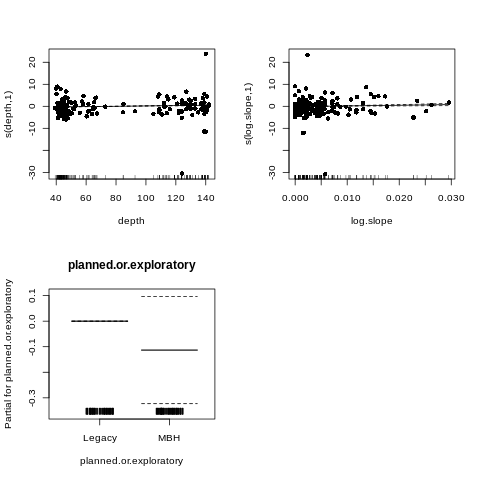 s(depth,1)
20
10
0
-10
-30
40 60 80 100 120 140
depth
s(log.slope,1)
20
10
0
-10
-30
0.000 0.010 0.020 0.030
log.slope
planned.or.exploratory
Partial for planned.or.exploratory
0.1
0.0
-0.1
-0.3
Legacy MBH
planned.or.exploratory